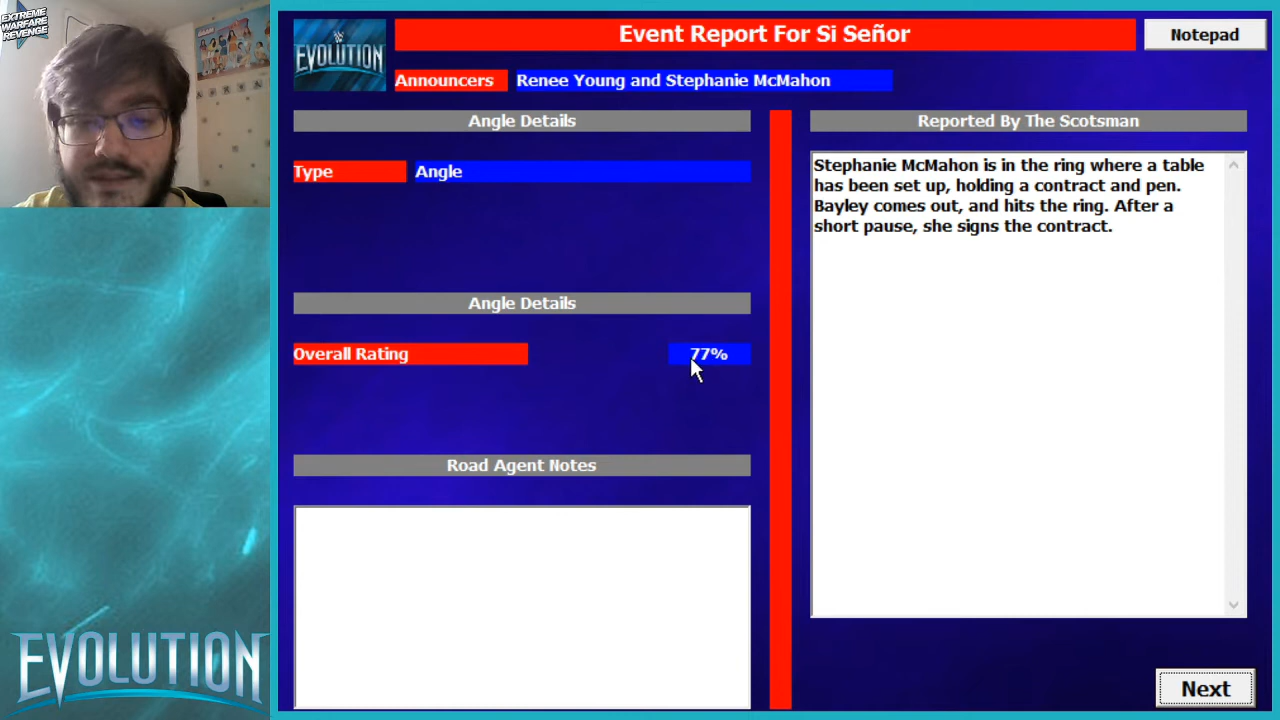 EXTREME
WARFARE
REVENGE
EVOLUTION
Event Report For Si Señor
Notepad
Announcers
Renee Young and Stephanie McMahon
Angle Details
Type
Angle
Angle Details
Overall Rating
77%
Road Agent Notes
Reported By The Scotsman
Stephanie McMahon is in the ring where a table
has been set up, holding a contract and pen.
Bayley comes out, and hits the ring. After a
short pause, she signs the contract.
EVOLUTION
Next